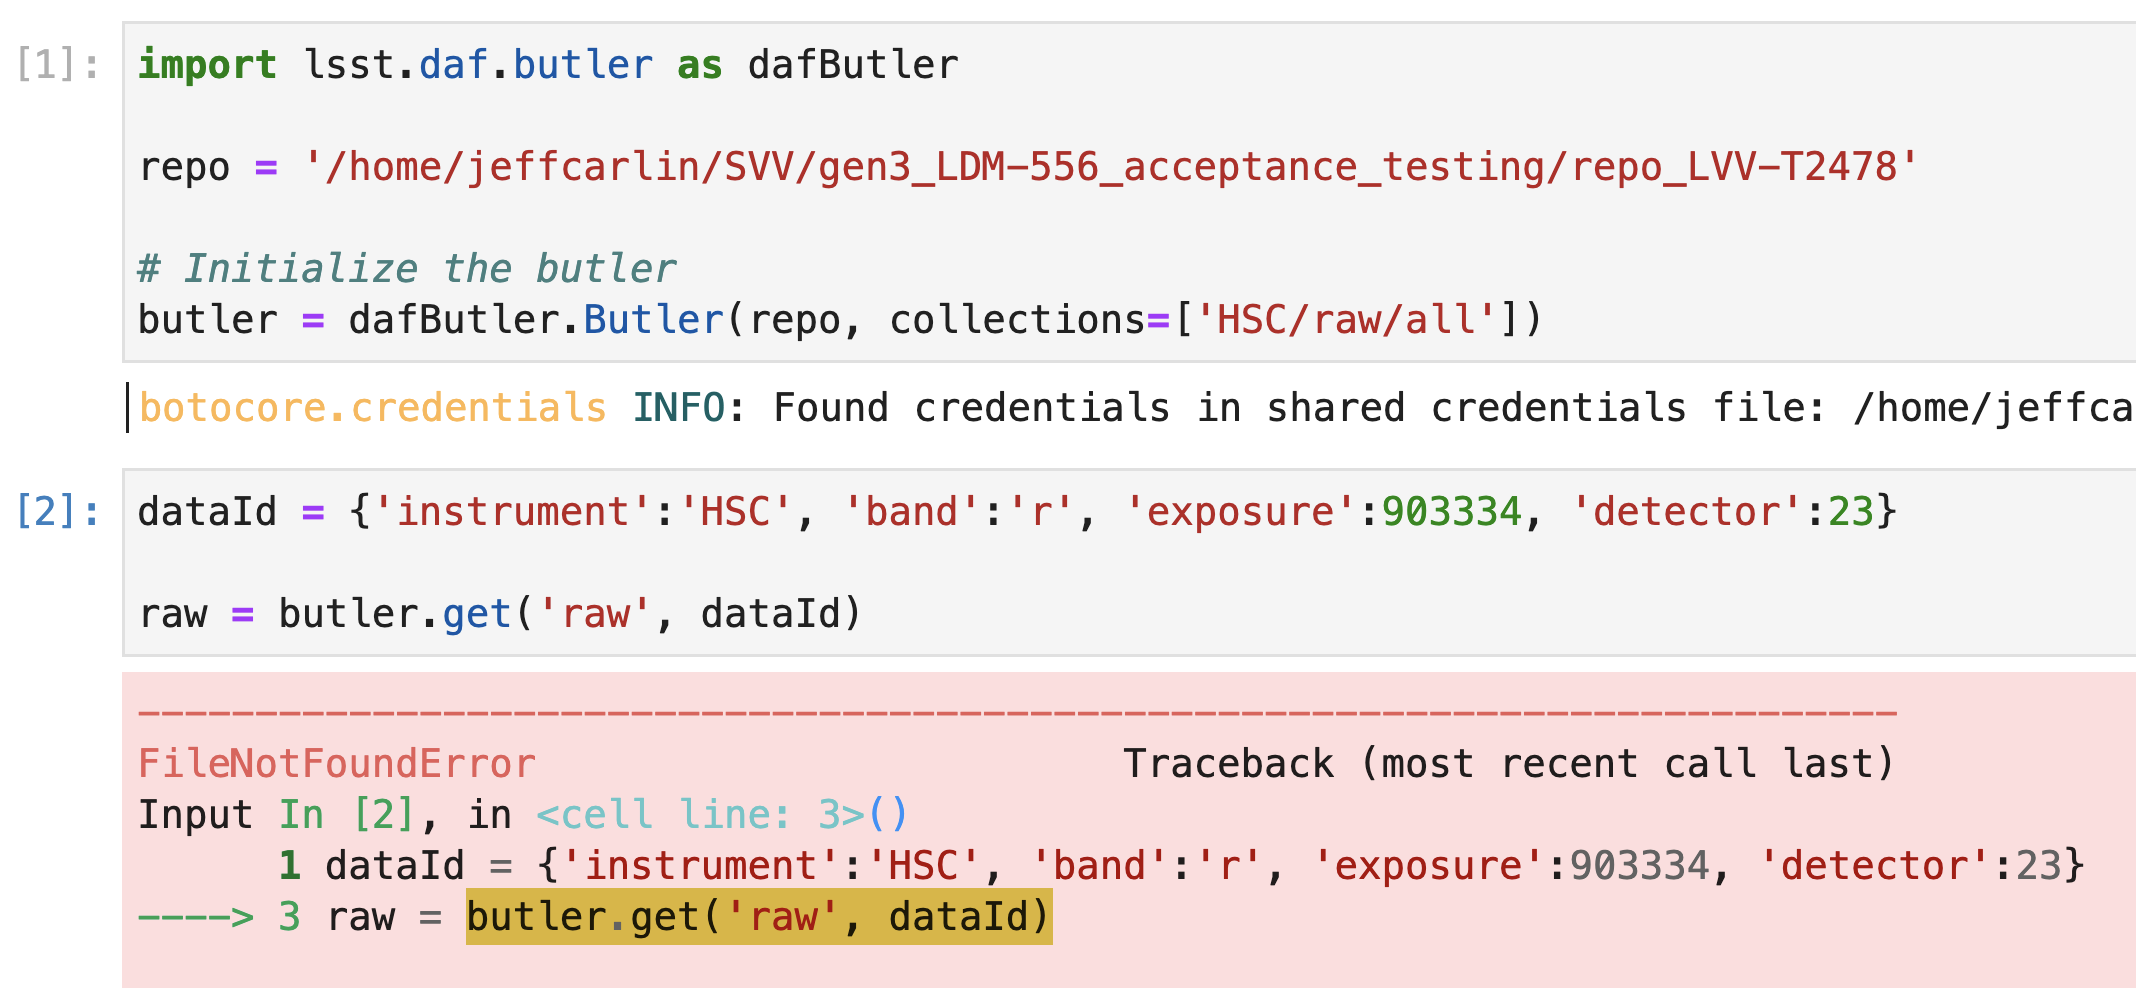 [1]: import lsst.daf.butler as dafButler
repo = '/home/jeffcarlin/SVV/gen3_LDM-556_acceptance_testing/repo_LVV-T2478'
# Initialize the butler
butler = dafButler.Butler(repo, collections=['HSC/raw/all'])
botocore.credentials INFO: Found credentials in shared credentials file: /home/jeffca
[2]: dataId = {'instrument':'HSC', 'band':'r', 'exposure':903334, 'detector':23}
raw = butler.get('raw', dataId)
---------------------------------------------------------------------------
FileNotFoundError                         Traceback (most recent call last)
Input In [2], in <cell line: 3>()
      1 dataId = {'instrument':'HSC', 'band':'r', 'exposure':903334, 'detector':23}
----> 3 raw = butler.get('raw', dataId)